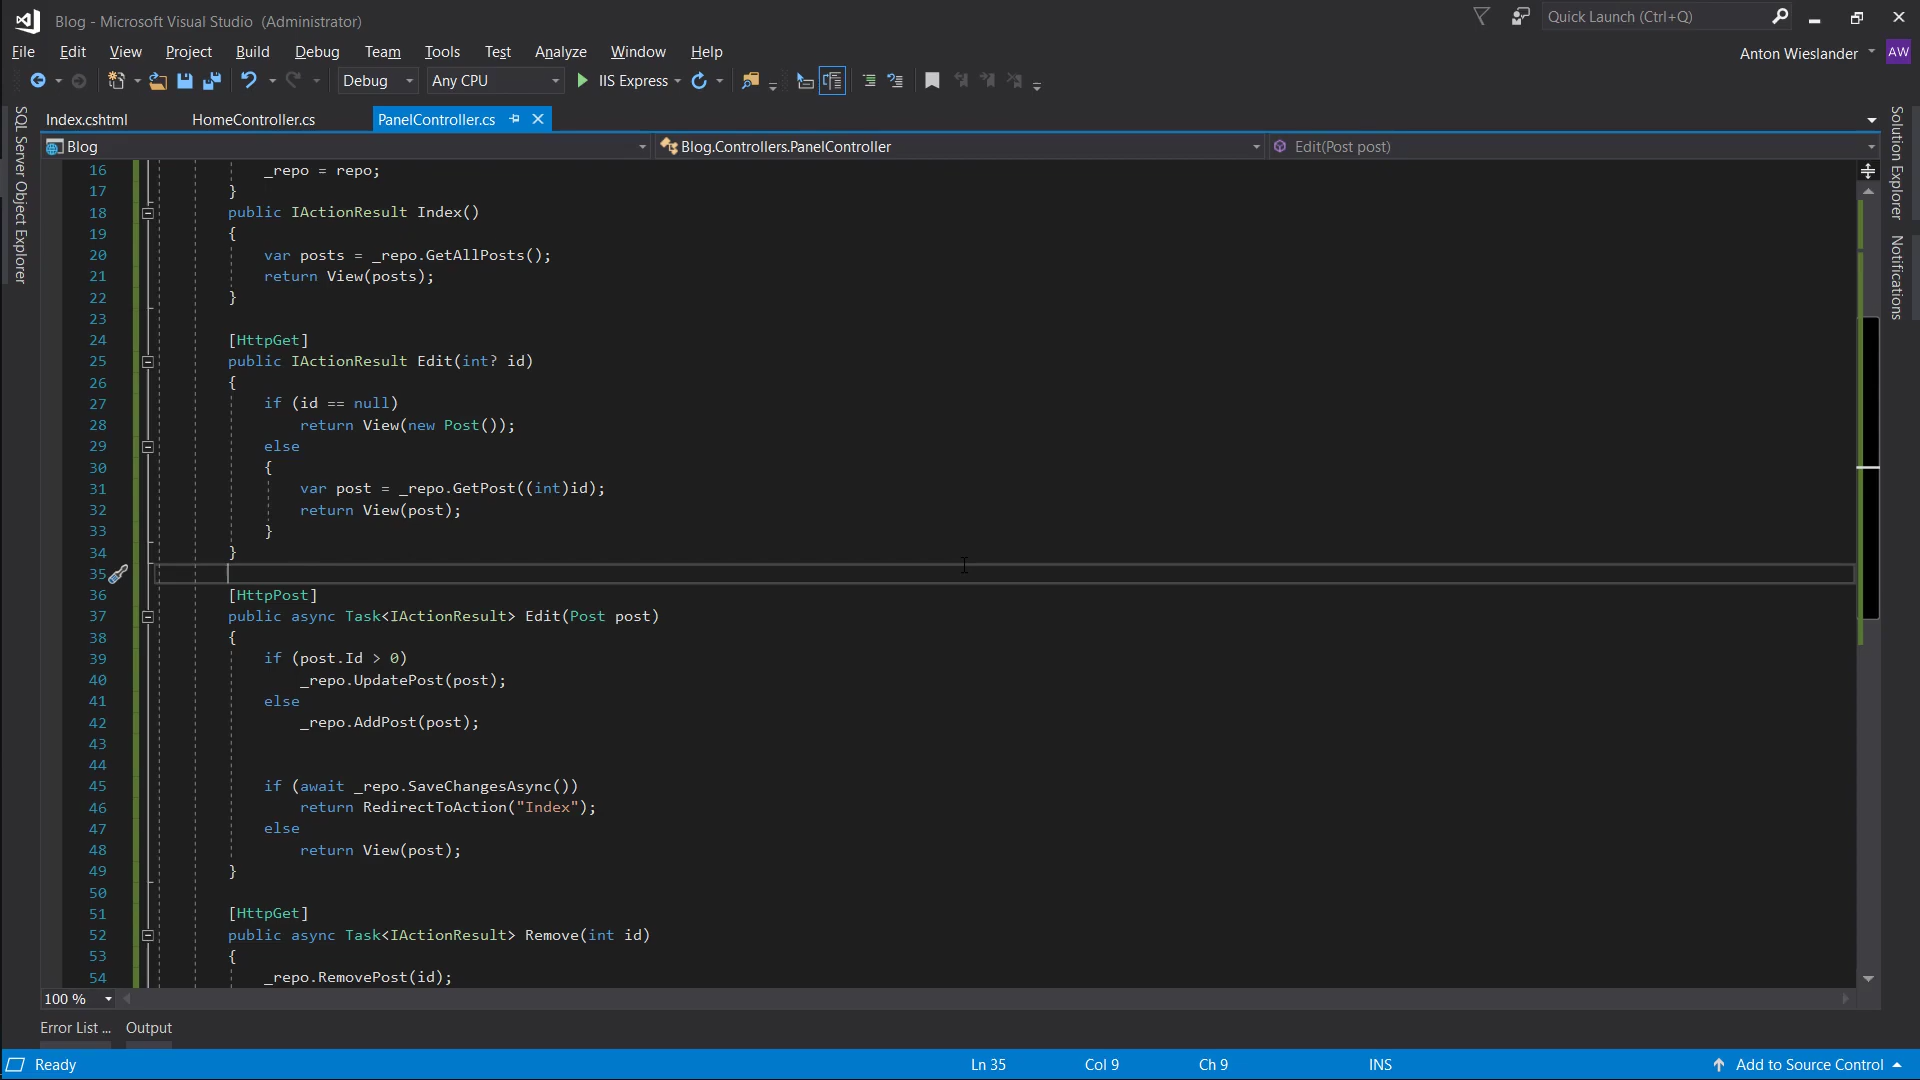 Blog - Microsoft Visual Studio (Administrator)
Quick Launch (Ctrl+Q)
File Edit View Project Build Debug Team Tools Test Analyze Window Help
Anton Wieslander AW
Debug Any CPU IIS Express
SQL Server Object Explorer
Index.cshtml HomeController.cs PanelController.cs
Blog Blog.Controllers.PanelController Edit(Post post)
Solution Explorer
Notifications
16 _repo = repo;
17 }
18 public IActionResult Index()
19 {
20 var posts = _repo.GetAllPosts();
21 return View(posts);
22 }
23
24 [HttpGet]
25 public IActionResult Edit(int? id)
26 {
27 if (id == null)
28 return View(new Post());
29 else
30 {
31 var post = _repo.GetPost((int)id);
32 return View(post);
33 }
34 }
35
36 [HttpPost]
37 public async Task<IActionResult> Edit(Post post)
38 {
39 if (post.Id > 0)
40 _repo.UpdatePost(post);
41 else
42 _repo.AddPost(post);
43
44
45 if (await _repo.SaveChangesAsync())
46 return RedirectToAction("Index");
47 else
48 return View(post);
49 }
50
51 [HttpGet]
52 public async Task<IActionResult> Remove(int id)
53 {
54 _repo.RemovePost(id);
100 %
Error List ... Output
Ready Ln 35 Col 9 Ch 9 INS Add to Source Control